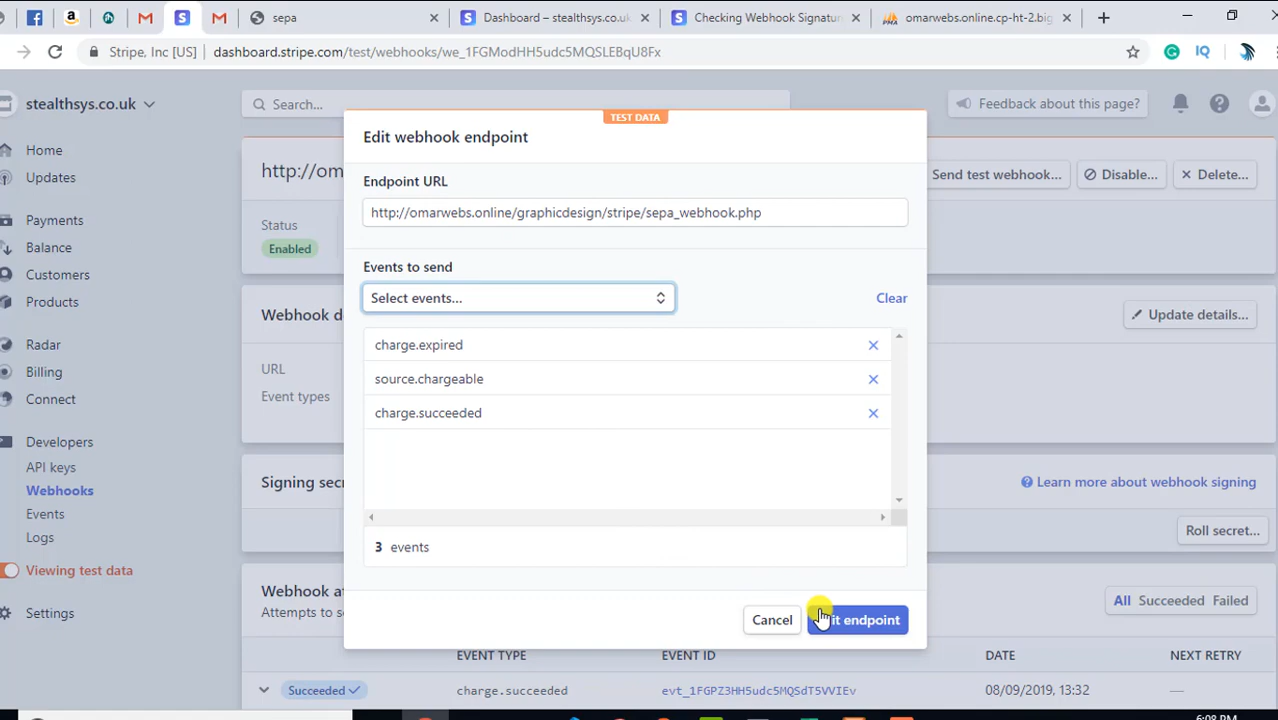 sepa
Dashboard – stealthsys.co.uk
Checking Webhook Signatur
omarwebs.online.cp-ht-2.big
Stripe, Inc [US]
dashboard.stripe.com/test/webhooks/we_1FGModHH5udc5MQSLEBqU8Fx
stealthsys.co.uk
Search...
Feedback about this page?
TEST DATA
Edit webhook endpoint
Home
Updates
Payments
Balance
Customers
Products
Radar
Billing
Connect
Developers
API keys
Webhooks
Events
Logs
Viewing test data
Settings
http://om
Send test webhook...
Disable...
Delete...
Status
Enabled
Endpoint URL
http://omarwebs.online/graphicdesign/stripe/sepa_webhook.php
Events to send
Select events...
Clear
charge.expired
source.chargeable
charge.succeeded
3 events
Cancel
endpoint
Webhook d
Update details...
URL
Event types
Signing secr
Learn more about webhook signing
Roll secret...
Webhook a
Attempts to s
All Succeeded Failed
EVENT TYPE
EVENT ID
DATE
NEXT RETRY
Succeeded
charge.succeeded
evt_1FGPZ3HH5udc5MQSdT5VVIEv
08/09/2019, 13:32
—
6:08 PM